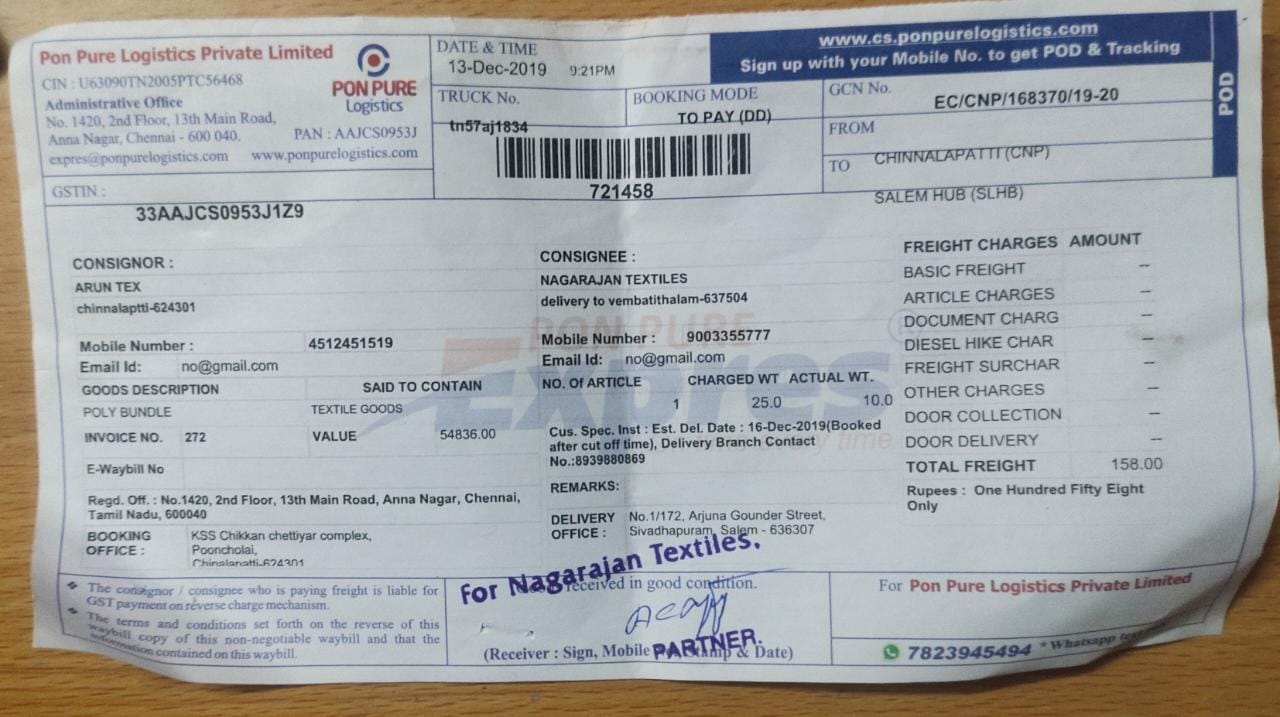 Pon Pure Logistics Private Limited
CIN : U63090TN2005PTC56468
Administrative Office
No. 1420, 2nd Floor, 13th Main Road,
Anna Nagar, Chennai - 600 040.
PAN : AAJCS0953J
expres@ponpurelogistics.com www.ponpurelogistics.com
PON PURE
Logistics
GSTIN :
33AAJCS0953J1Z9
DATE & TIME
13-Dec-2019 9:21PM
TRUCK No.
tn57aj1834
BOOKING MODE
TO PAY (DD)
721458
www.cs.ponpurelogistics.com
Sign up with your Mobile No. to get POD & Tracking
POD
GCN No.
EC/CNP/168370/19-20
FROM
CHINNALAPATTI (CNP)
TO
SALEM HUB (SLHB)
CONSIGNOR :
ARUN TEX
chinnalaptti-624301
Mobile Number : 4512451519
Email Id: no@gmail.com
GOODS DESCRIPTION SAID TO CONTAIN
POLY BUNDLE TEXTILE GOODS
INVOICE NO. 272 VALUE 54836.00
E-Waybill No
Regd. Off. : No.1420, 2nd Floor, 13th Main Road, Anna Nagar, Chennai,
Tamil Nadu, 600040
BOOKING OFFICE :
KSS Chikkan chettiyar complex,
Pooncholai,
Chinalapatti-624301
CONSIGNEE :
NAGARAJAN TEXTILES
delivery to vembatithalam-637504
Mobile Number : 9003355777
Email Id: no@gmail.com
NO. OF ARTICLE CHARGED WT ACTUAL WT.
1 25.0 10.0
Cus. Spec. Inst : Est. Del. Date : 16-Dec-2019(Booked
after cut off time), Delivery Branch Contact
No.:8939880869
REMARKS:
DELIVERY OFFICE :
No.1/172, Arjuna Gounder Street,
Sivadhapuram, Salem - 636307
PON PURE
Expres
FREIGHT CHARGES AMOUNT
BASIC FREIGHT --
ARTICLE CHARGES --
DOCUMENT CHARG --
DIESEL HIKE CHAR --
FREIGHT SURCHAR --
OTHER CHARGES --
DOOR COLLECTION --
DOOR DELIVERY --
TOTAL FREIGHT 158.00
Rupees : One Hundred Fifty Eight
Only
The consignor / consignee who is paying freight is liable for
GST payment on reverse charge mechanism.
The terms and conditions set forth on the reverse of this
waybill copy of this non-negotiable waybill and that the
information contained on this waybill.
For Nagarajan Textiles.
received in good condition.
PARTNER.
(Receiver : Sign, Mobile & Date)
For Pon Pure Logistics Private Limited
7823945494 * Whatsapp